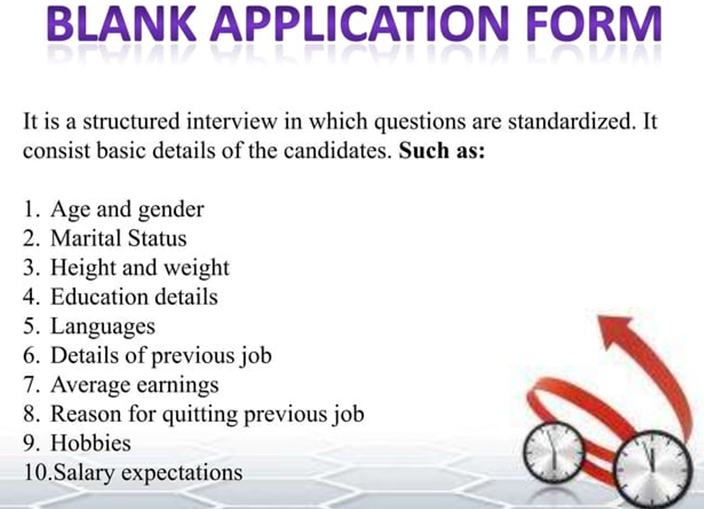 BLANK APPLICATION FORM
It is a structured interview in which questions are standardized. It
consist basic details of the candidates. Such as:
1. Age and gender
2. Marital Status
3. Height and weight
4. Education details
5. Languages
6. Details of previous job
7. Average earnings
8. Reason for quitting previous job
9. Hobbies
10.Salary expectations